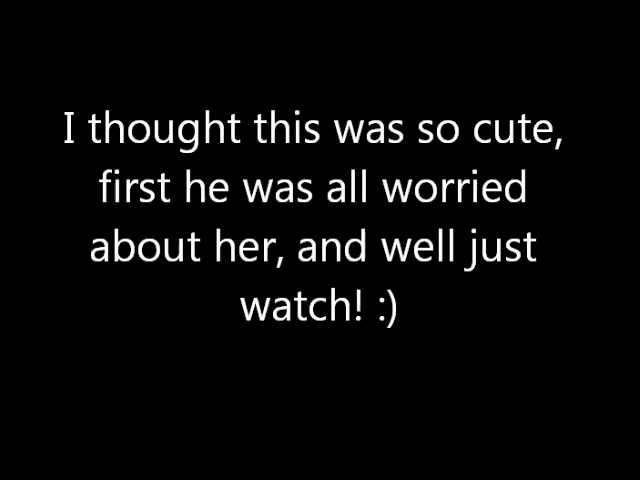 I thought this was so cute,
first he was all worried
about her, and well just
watch! :)